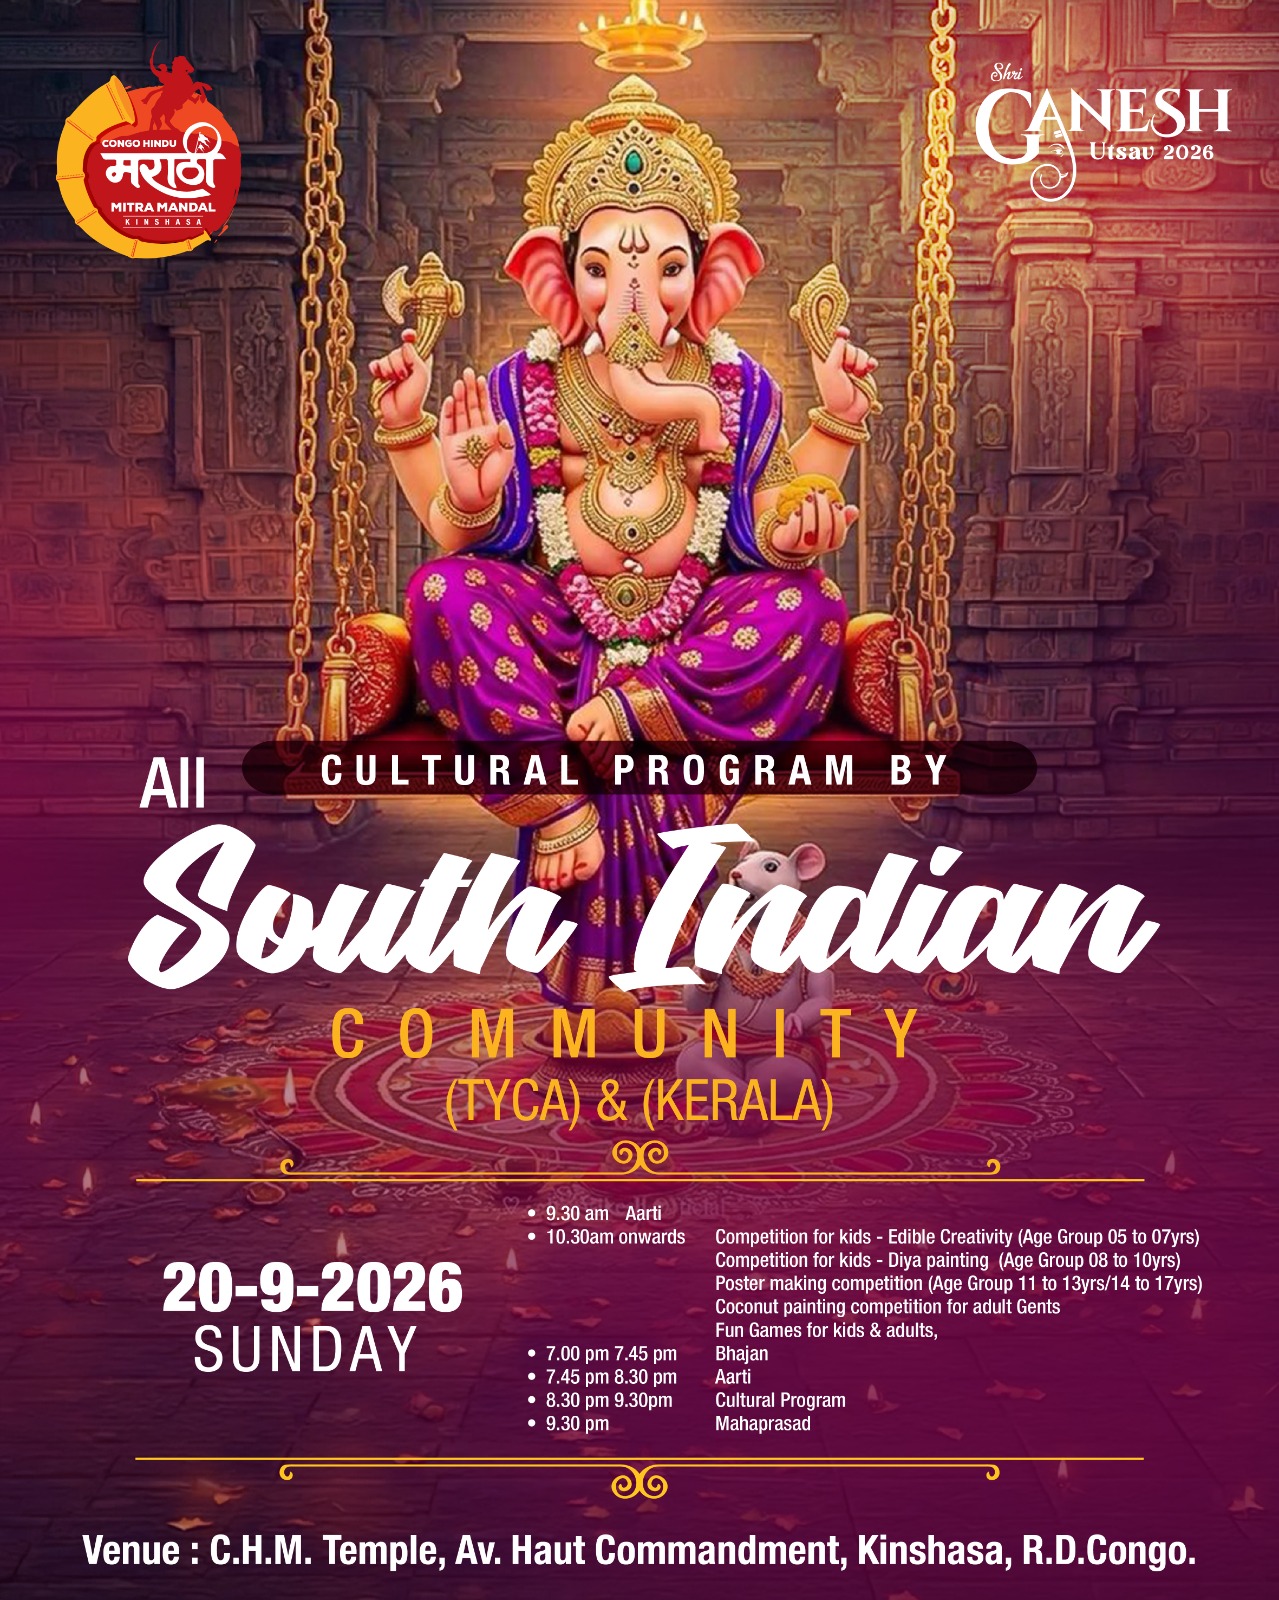 CONGO HINDU
मराठी
MITRA MANDAL
KINSHASA
Shri
GANESH
Utsav 2026
All
CULTURAL PROGRAM BY
South Indian
COMMUNITY
(TYCA) & (KERALA)
20-9-2026
SUNDAY
• 9.30 am Aarti
• 10.30am onwards Competition for kids - Edible Creativity (Age Group 05 to 07yrs)
Competition for kids - Diya painting (Age Group 08 to 10yrs)
Poster making competition (Age Group 11 to 13yrs/14 to 17yrs)
Coconut painting competition for adult Gents
Fun Games for kids & adults,
• 7.00 pm 7.45 pm Bhajan
• 7.45 pm 8.30 pm Aarti
• 8.30 pm 9.30pm Cultural Program
• 9.30 pm Mahaprasad
Venue : C.H.M. Temple, Av. Haut Commandment, Kinshasa, R.D.Congo.